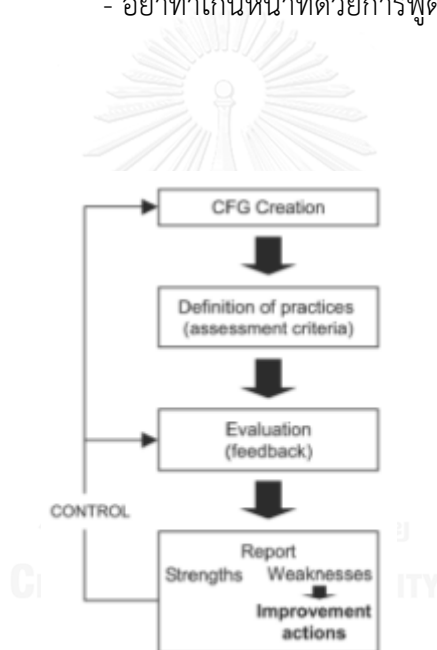 - อย่าทำเกินหน้าที่ด้วยการพูด
CFG Creation
Definition of practices
(assessment criteria)
Evaluation
(feedback)
CONTROL
Report
Strengths Weaknesses
Improvement
actions